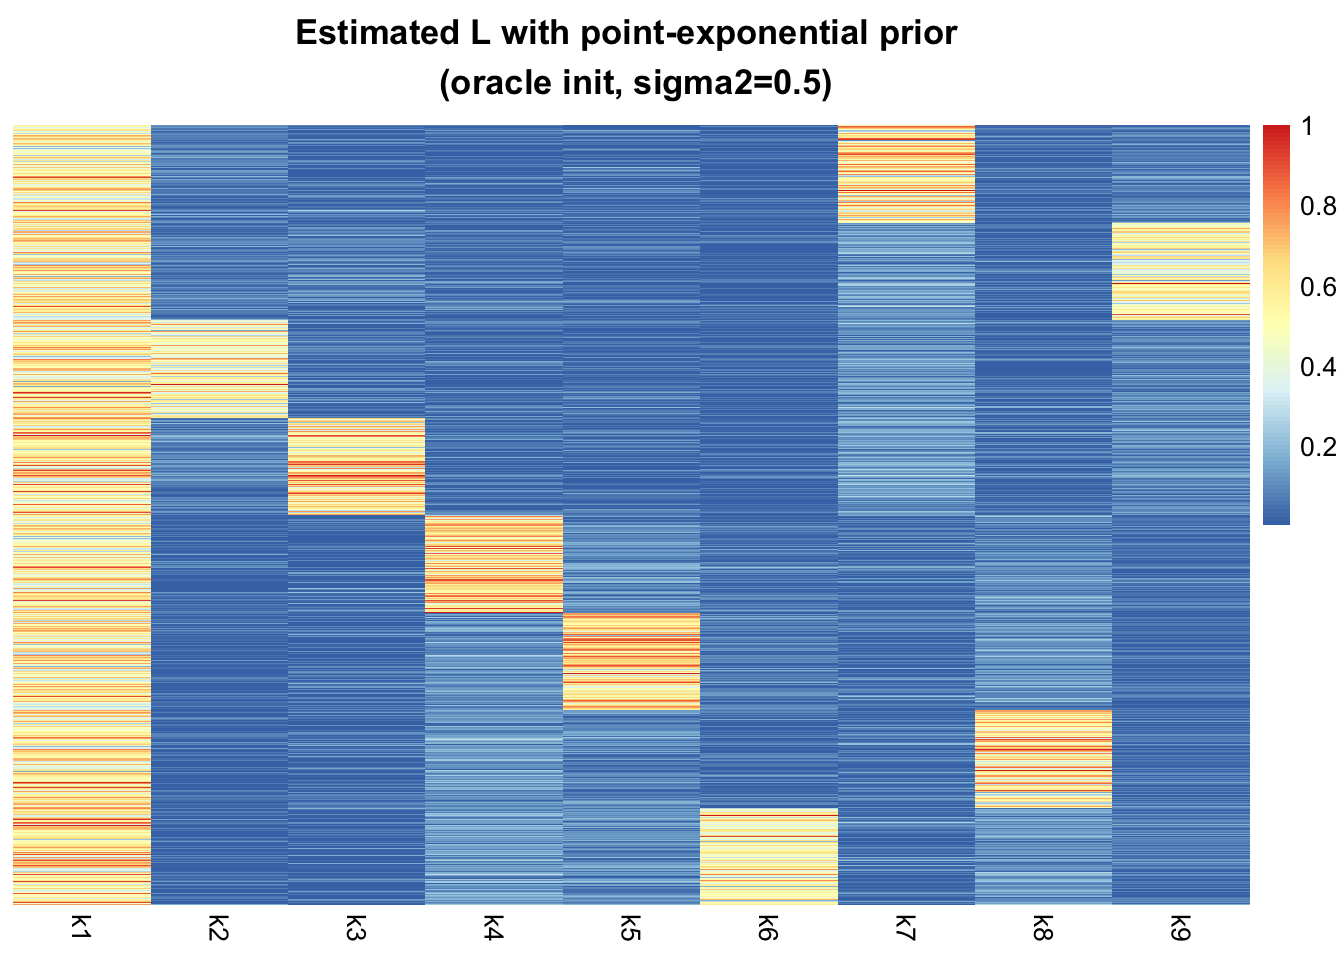 Estimated L with point-exponential prior
(oracle init, sigma2=0.5)
1
0.8
0.6
0.4
0.2
k1
k2
k3
k4
k5
k6
k7
k8
k9